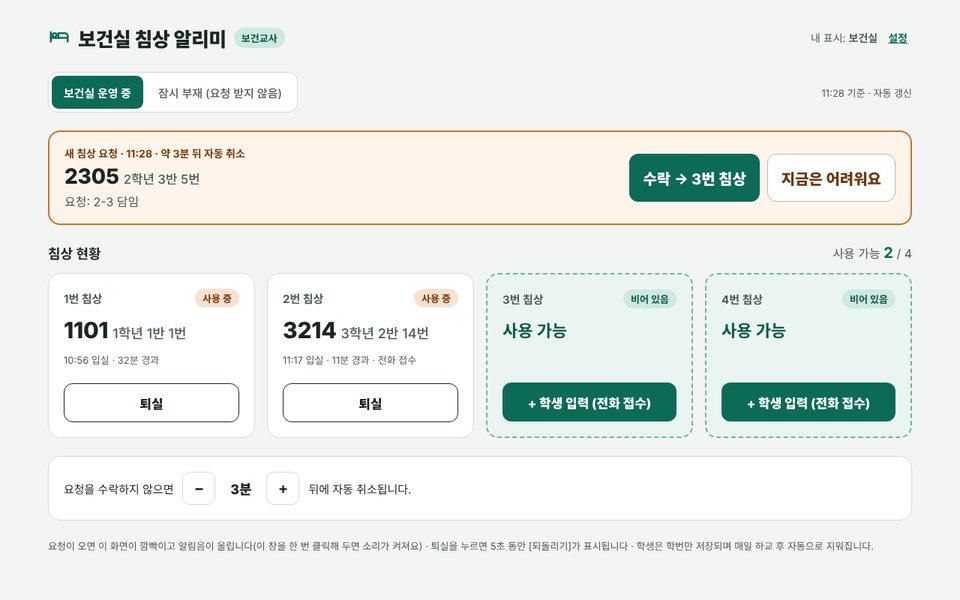 보건실 침상 알리미 보건교사
내 표시: 보건실 설정
보건실 운영 중 잠시 부재 (요청 받지 않음)
11:28 기준 · 자동 갱신
새 침상 요청 · 11:28 · 약 3분 뒤 자동 취소
2305 2학년 3반 5번
요청: 2-3 담임
수락 → 3번 침상
지금은 어려워요
침상 현황
사용 가능 2 / 4
1번 침상 사용 중
1101 1학년 1반 1번
10:56 입실 · 32분 경과
퇴실
2번 침상 사용 중
3214 3학년 2반 14번
11:17 입실 · 11분 경과 · 전화 접수
퇴실
3번 침상 비어 있음
사용 가능
+ 학생 입력 (전화 접수)
4번 침상 비어 있음
사용 가능
+ 학생 입력 (전화 접수)
요청을 수락하지 않으면 − 3분 + 뒤에 자동 취소됩니다.
요청이 오면 이 화면이 깜빡이고 알림음이 울립니다(이 창을 한 번 클릭해 두면 소리가 켜져요) · 퇴실을 누르면 5초 동안 [되돌리기]가 표시됩니다 · 학생은 학번만 저장되며 매일 하교 후 자동으로 지워집니다.